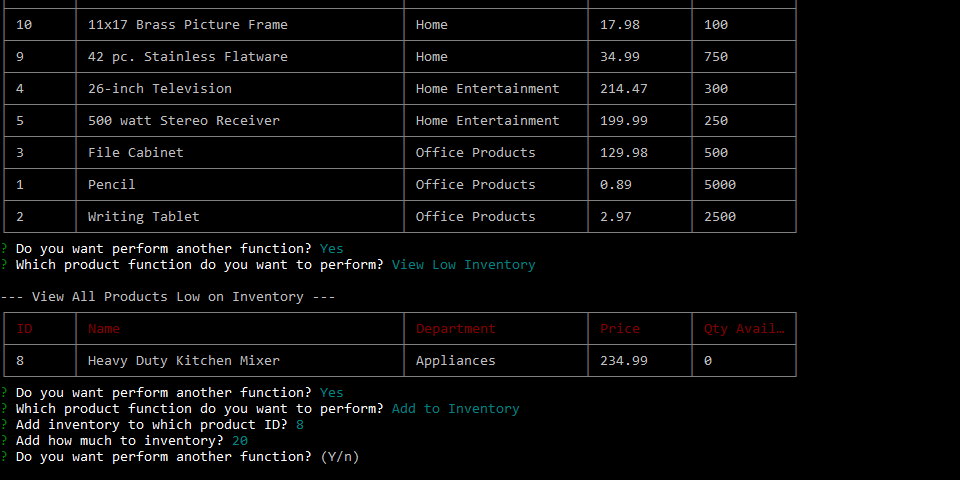 10 11x17 Brass Picture Frame Home 17.98 100
9 42 pc. Stainless Flatware Home 34.99 750
4 26-inch Television Home Entertainment 214.47 300
5 500 watt Stereo Receiver Home Entertainment 199.99 250
3 File Cabinet Office Products 129.98 500
1 Pencil Office Products 0.89 5000
2 Writing Tablet Office Products 2.97 2500
? Do you want perform another function? Yes
? Which product function do you want to perform? View Low Inventory
--- View All Products Low on Inventory ---
ID Name Department Price Qty Avail…
8 Heavy Duty Kitchen Mixer Appliances 234.99 0
? Do you want perform another function? Yes
? Which product function do you want to perform? Add to Inventory
? Add inventory to which product ID? 8
? Add how much to inventory? 20
? Do you want perform another function? (Y/n)